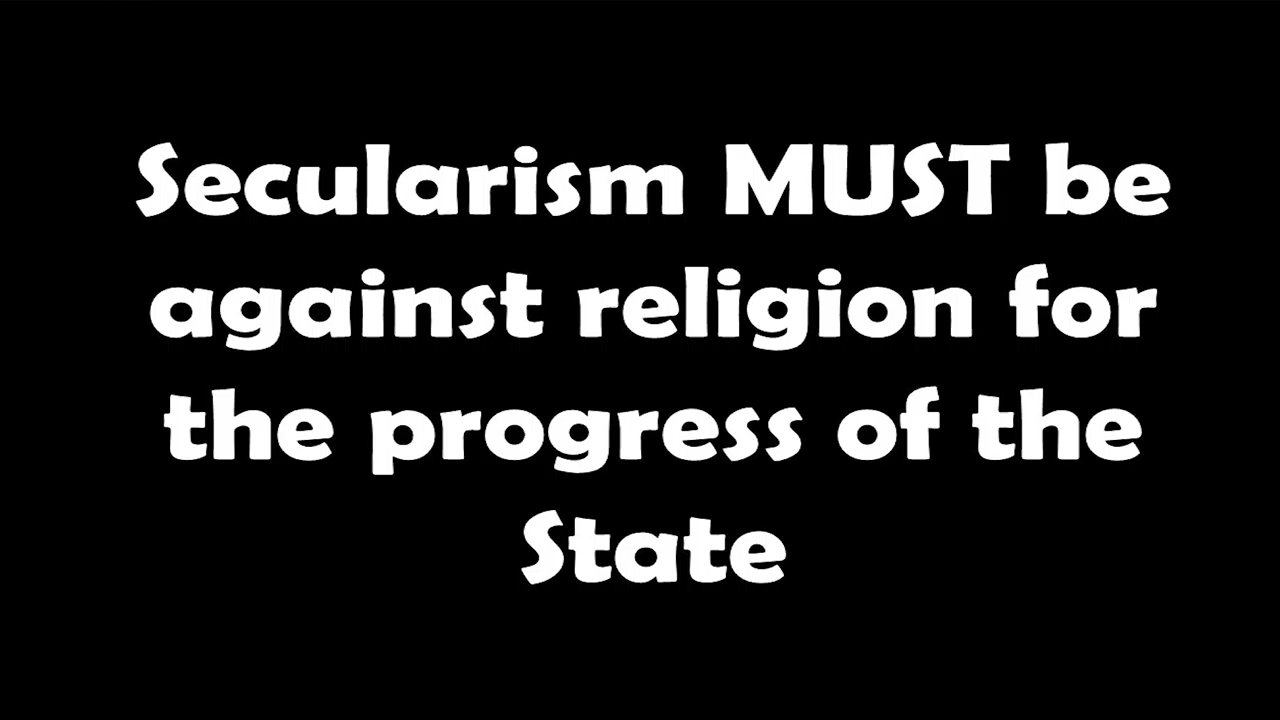 Secularism MUST be
against religion for
the progress of the
State